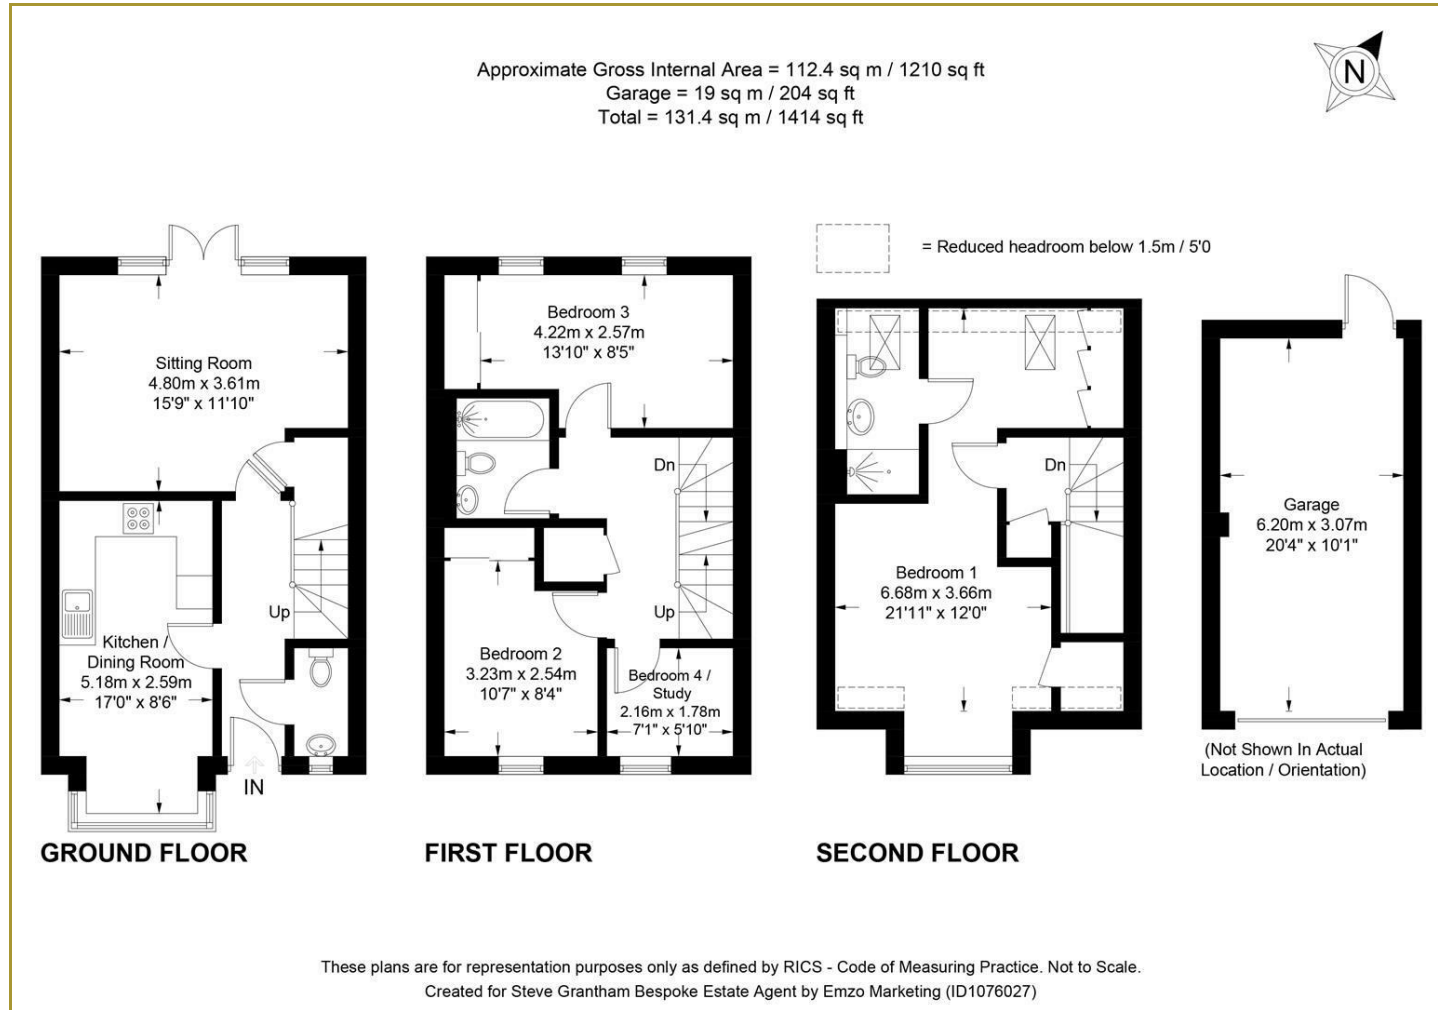 Approximate Gross Internal Area = 112.4 sq m / 1210 sq ft
Garage = 19 sq m / 204 sq ft
Total = 131.4 sq m / 1414 sq ft
N
= Reduced headroom below 1.5m / 5'0
Sitting Room
4.80m x 3.61m
15'9" x 11'10"
Up
Kitchen /
Dining Room
5.18m x 2.59m
17'0" x 8'6"
IN
GROUND FLOOR
Bedroom 3
4.22m x 2.57m
13'10" x 8'5"
Dn
Up
Bedroom 2
3.23m x 2.54m
10'7" x 8'4"
Bedroom 4 /
Study
2.16m x 1.78m
7'1" x 5'10"
FIRST FLOOR
Dn
Bedroom 1
6.68m x 3.66m
21'11" x 12'0"
SECOND FLOOR
Garage
6.20m x 3.07m
20'4" x 10'1"
(Not Shown In Actual
Location / Orientation)
These plans are for representation purposes only as defined by RICS - Code of Measuring Practice. Not to Scale.
Created for Steve Grantham Bespoke Estate Agent by Emzo Marketing (ID1076027)